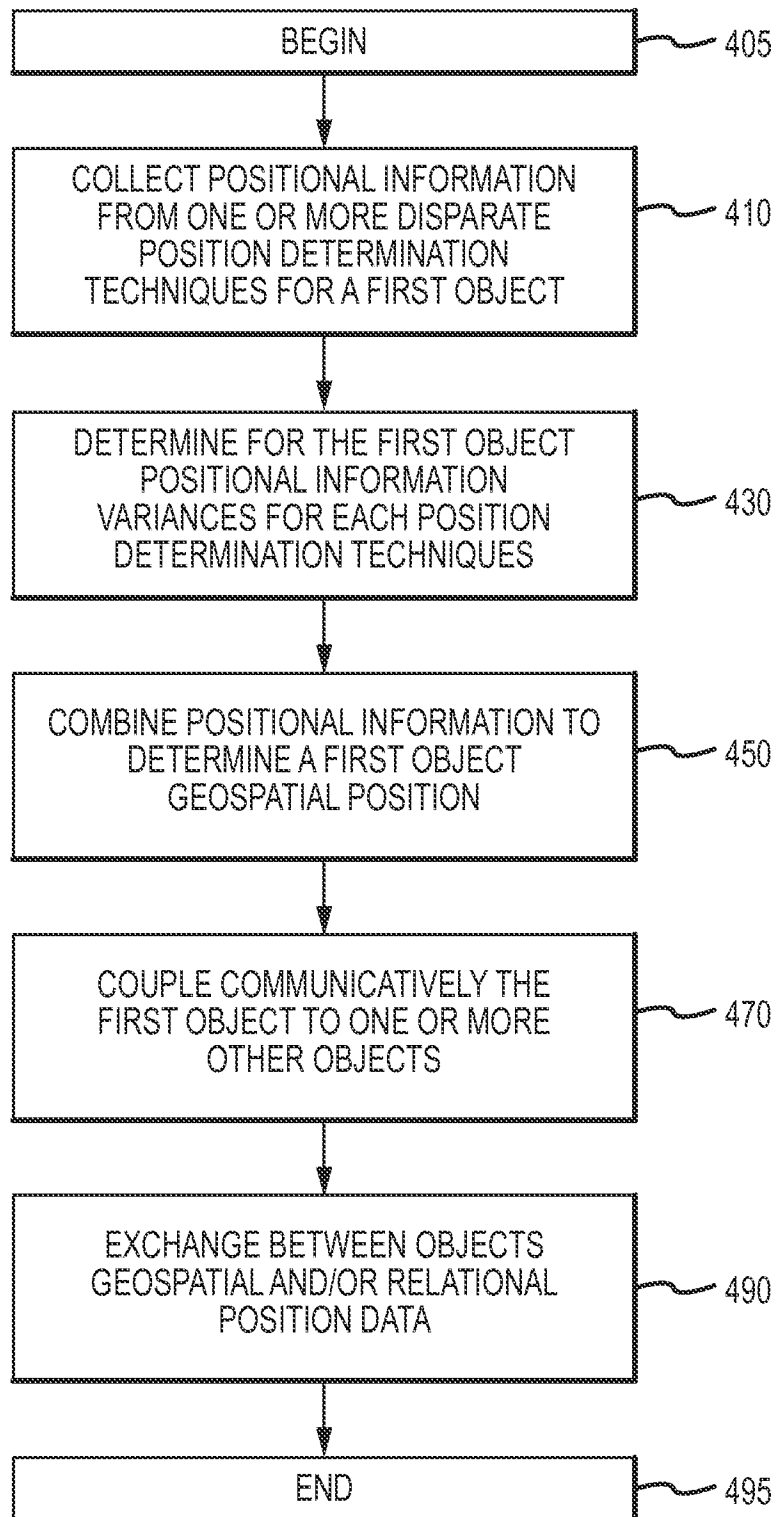 BEGIN
405
COLLECT POSITIONAL INFORMATION
FROM ONE OR MORE DISPARATE
POSITION DETERMINATION
TECHNIQUES FOR A FIRST OBJECT
410
DETERMINE FOR THE FIRST OBJECT
POSITIONAL INFORMATION
VARIANCES FOR EACH POSITION
DETERMINATION TECHNIQUES
430
COMBINE POSITIONAL INFORMATION TO
DETERMINE A FIRST OBJECT
GEOSPATIAL POSITION
450
COUPLE COMMUNICATIVELY THE
FIRST OBJECT TO ONE OR MORE
OTHER OBJECTS
470
EXCHANGE BETWEEN OBJECTS
GEOSPATIAL AND/OR RELATIONAL
POSITION DATA
490
END
495